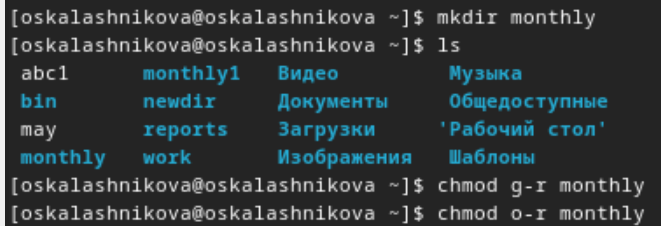 [oskalashnikova@oskalashnikova ~]$ mkdir monthly
[oskalashnikova@oskalashnikova ~]$ ls
abc1 monthly1 Видео Музыка
bin newdir Документы Общедоступные
may reports Загрузки 'Рабочий стол'
monthly work Изображения Шаблоны
[oskalashnikova@oskalashnikova ~]$ chmod g-r monthly
[oskalashnikova@oskalashnikova ~]$ chmod o-r monthly